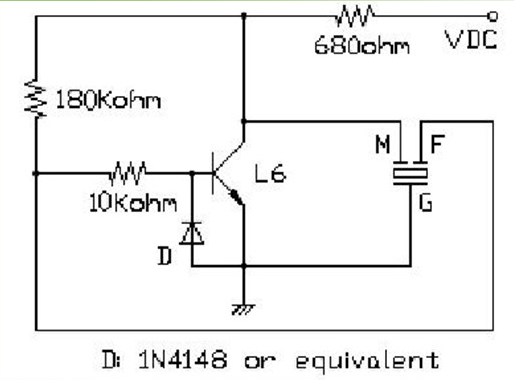 680ohm
VDC
180Kohm
M
F
L6
10Kohm
G
D
D: 1N4148 or equivalent